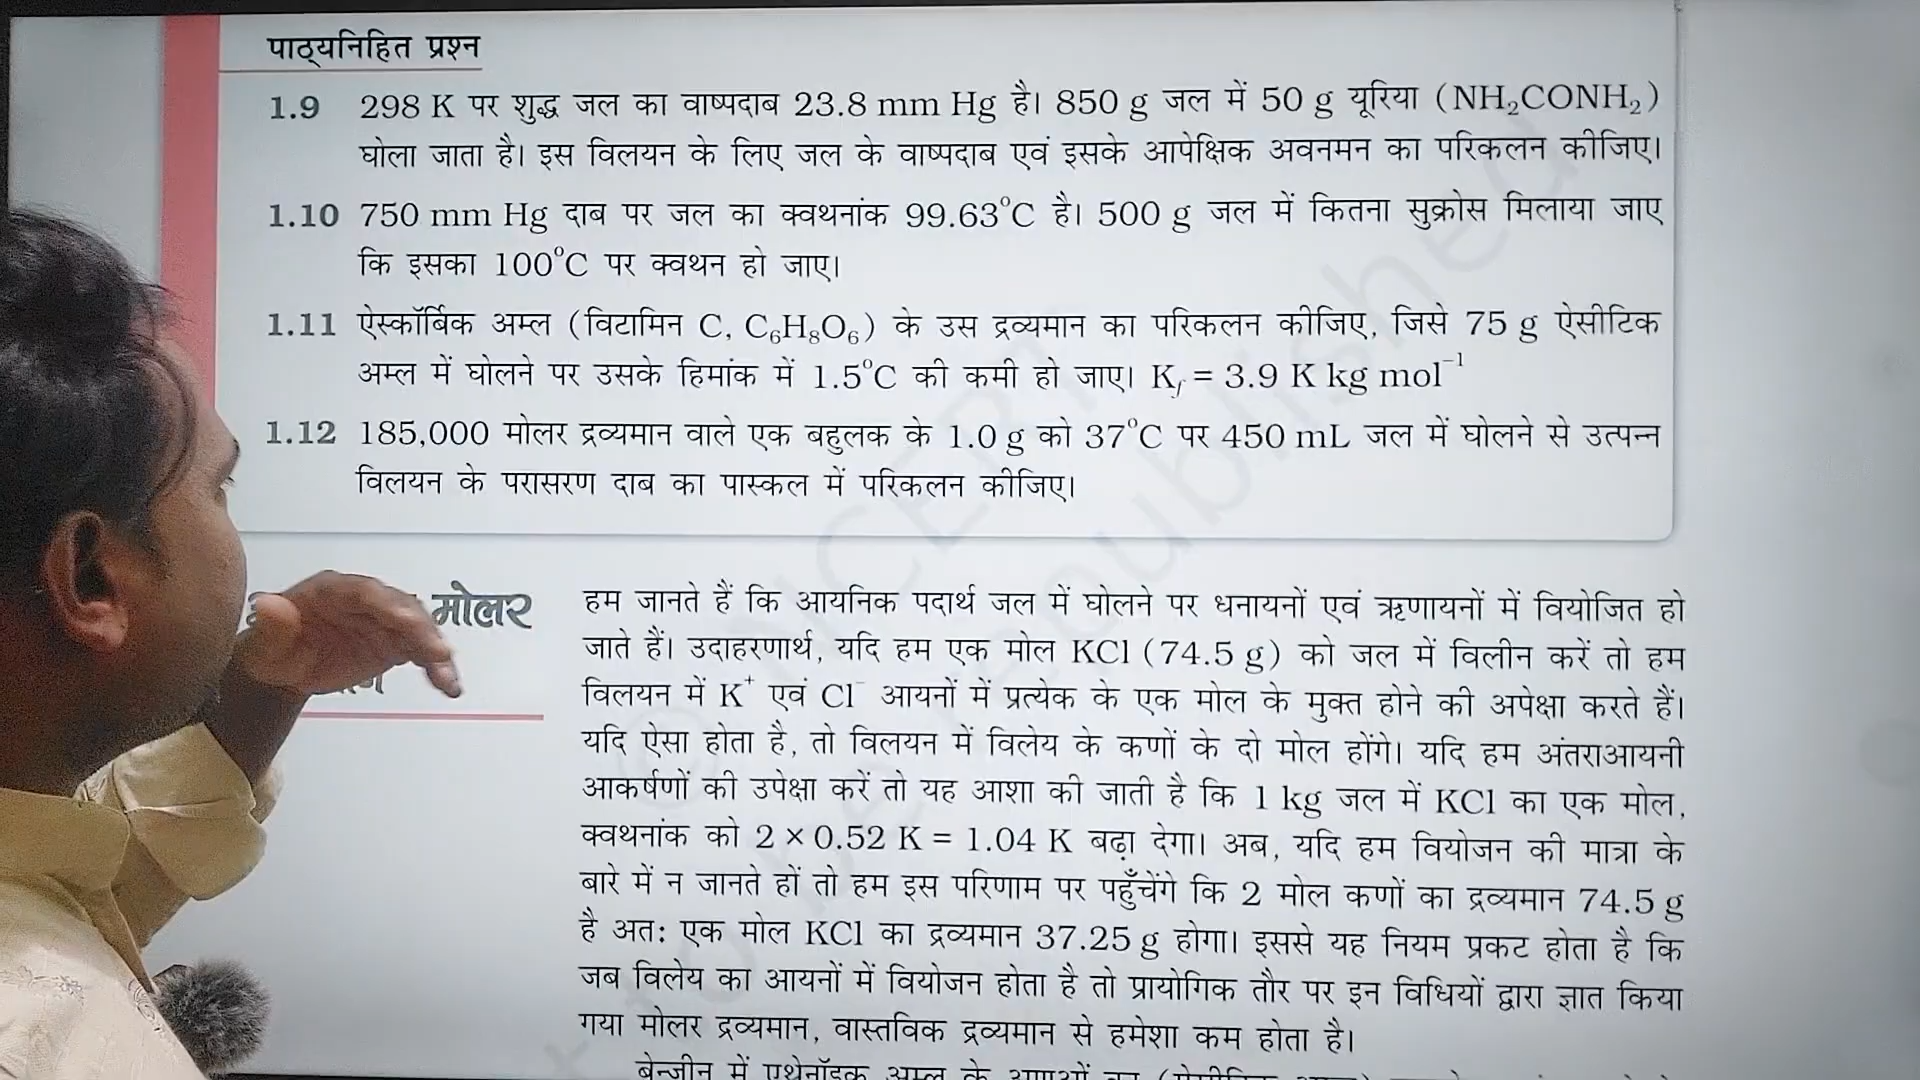 पाठ्यनिहित प्रश्न
1.9 298 K पर शुद्ध जल का वाष्पदाब 23.8 mm Hg है। 850 g जल में 50 g यूरिया (NH₂CONH₂)
घोला जाता है। इस विलयन के लिए जल के वाष्पदाब एवं इसके आपेक्षिक अवनमन का परिकलन कीजिए।
1.10 750 mm Hg दाब पर जल का क्वथनांक 99.63°C है। 500 g जल में कितना सुक्रोस मिलाया जाए
कि इसका 100°C पर क्वथन हो जाए।
1.11 ऐस्कॉर्बिक अम्ल (विटामिन C, C₆H₈O₆) के उस द्रव्यमान का परिकलन कीजिए, जिसे 75 g ऐसीटिक
अम्ल में घोलने पर उसके हिमांक में 1.5°C की कमी हो जाए। K_f = 3.9 K kg mol⁻¹
1.12 185,000 मोलर द्रव्यमान वाले एक बहुलक के 1.0 g को 37°C पर 450 mL जल में घोलने से उत्पन्न
विलयन के परासरण दाब का पास्कल में परिकलन कीजिए।
मोलर
हम जानते हैं कि आयनिक पदार्थ जल में घोलने पर धनायनों एवं ऋणायनों में वियोजित हो
जाते हैं। उदाहरणार्थ, यदि हम एक मोल KCl (74.5 g) को जल में विलीन करें तो हम
विलयन में K⁺ एवं Cl⁻ आयनों में प्रत्येक के एक मोल के मुक्त होने की अपेक्षा करते हैं।
यदि ऐसा होता है, तो विलयन में विलेय के कणों के दो मोल होंगे। यदि हम अंतराआयनी
आकर्षणों की उपेक्षा करें तो यह आशा की जाती है कि 1 kg जल में KCl का एक मोल,
क्वथनांक को 2 × 0.52 K = 1.04 K बढ़ा देगा। अब, यदि हम वियोजन की मात्रा के
बारे में न जानते हों तो हम इस परिणाम पर पहुँचेंगे कि 2 मोल कणों का द्रव्यमान 74.5 g
है अतः एक मोल KCl का द्रव्यमान 37.25 g होगा। इससे यह नियम प्रकट होता है कि
जब विलेय का आयनों में वियोजन होता है तो प्रायोगिक तौर पर इन विधियों द्वारा ज्ञात किया
गया मोलर द्रव्यमान, वास्तविक द्रव्यमान से हमेशा कम होता है।
बेन्जीन में एथेनॉइक अम्ल के अणुओं का